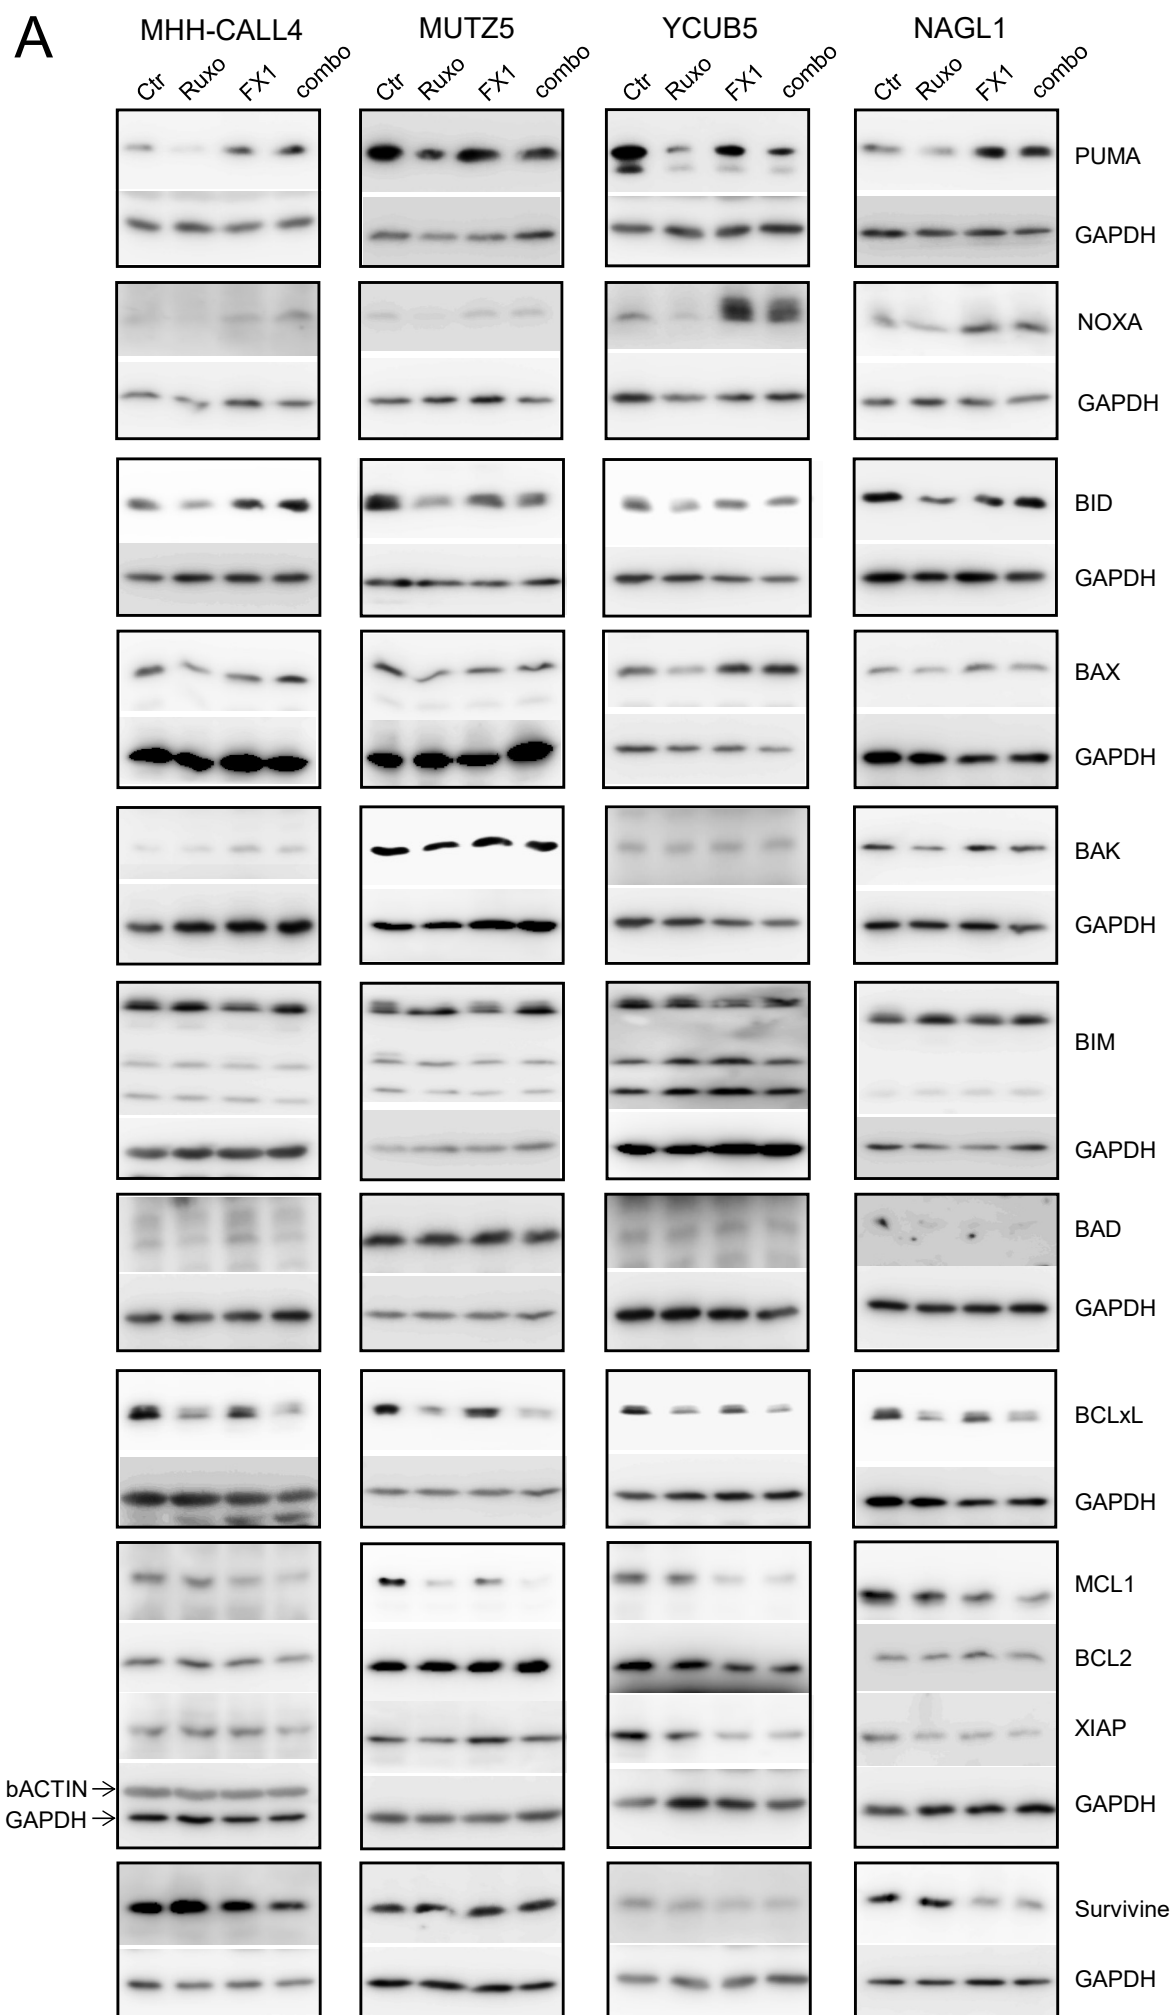 A
MHH-CALL4 MUTZ5 YCUB5 NAGL1
Ctr Ruxo FX1 combo Ctr Ruxo FX1 combo Ctr Ruxo FX1 combo Ctr Ruxo FX1 combo
PUMA
GAPDH
NOXA
GAPDH
BID
GAPDH
BAX
GAPDH
BAK
GAPDH
BIM
GAPDH
BAD
GAPDH
BCLxL
GAPDH
MCL1
BCL2
XIAP
bACTIN→
GAPDH→ GAPDH
Survivine
GAPDH